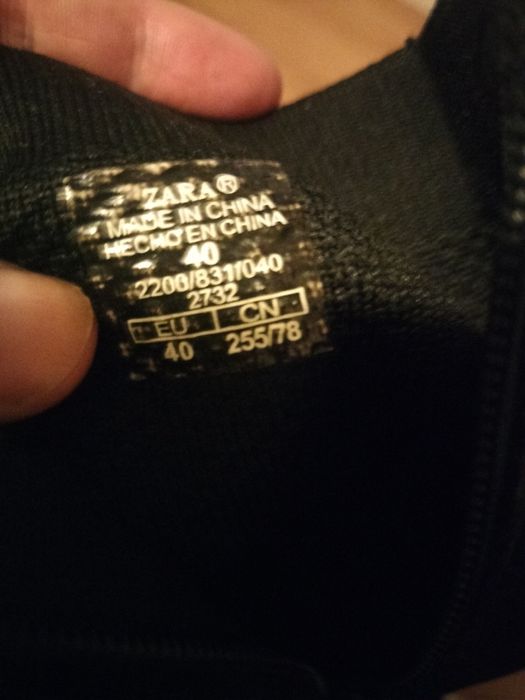 ZARA®
MADE IN CHINA
HECHO EN CHINA
40
2200/831/040
2732
EU CN
40 255/78